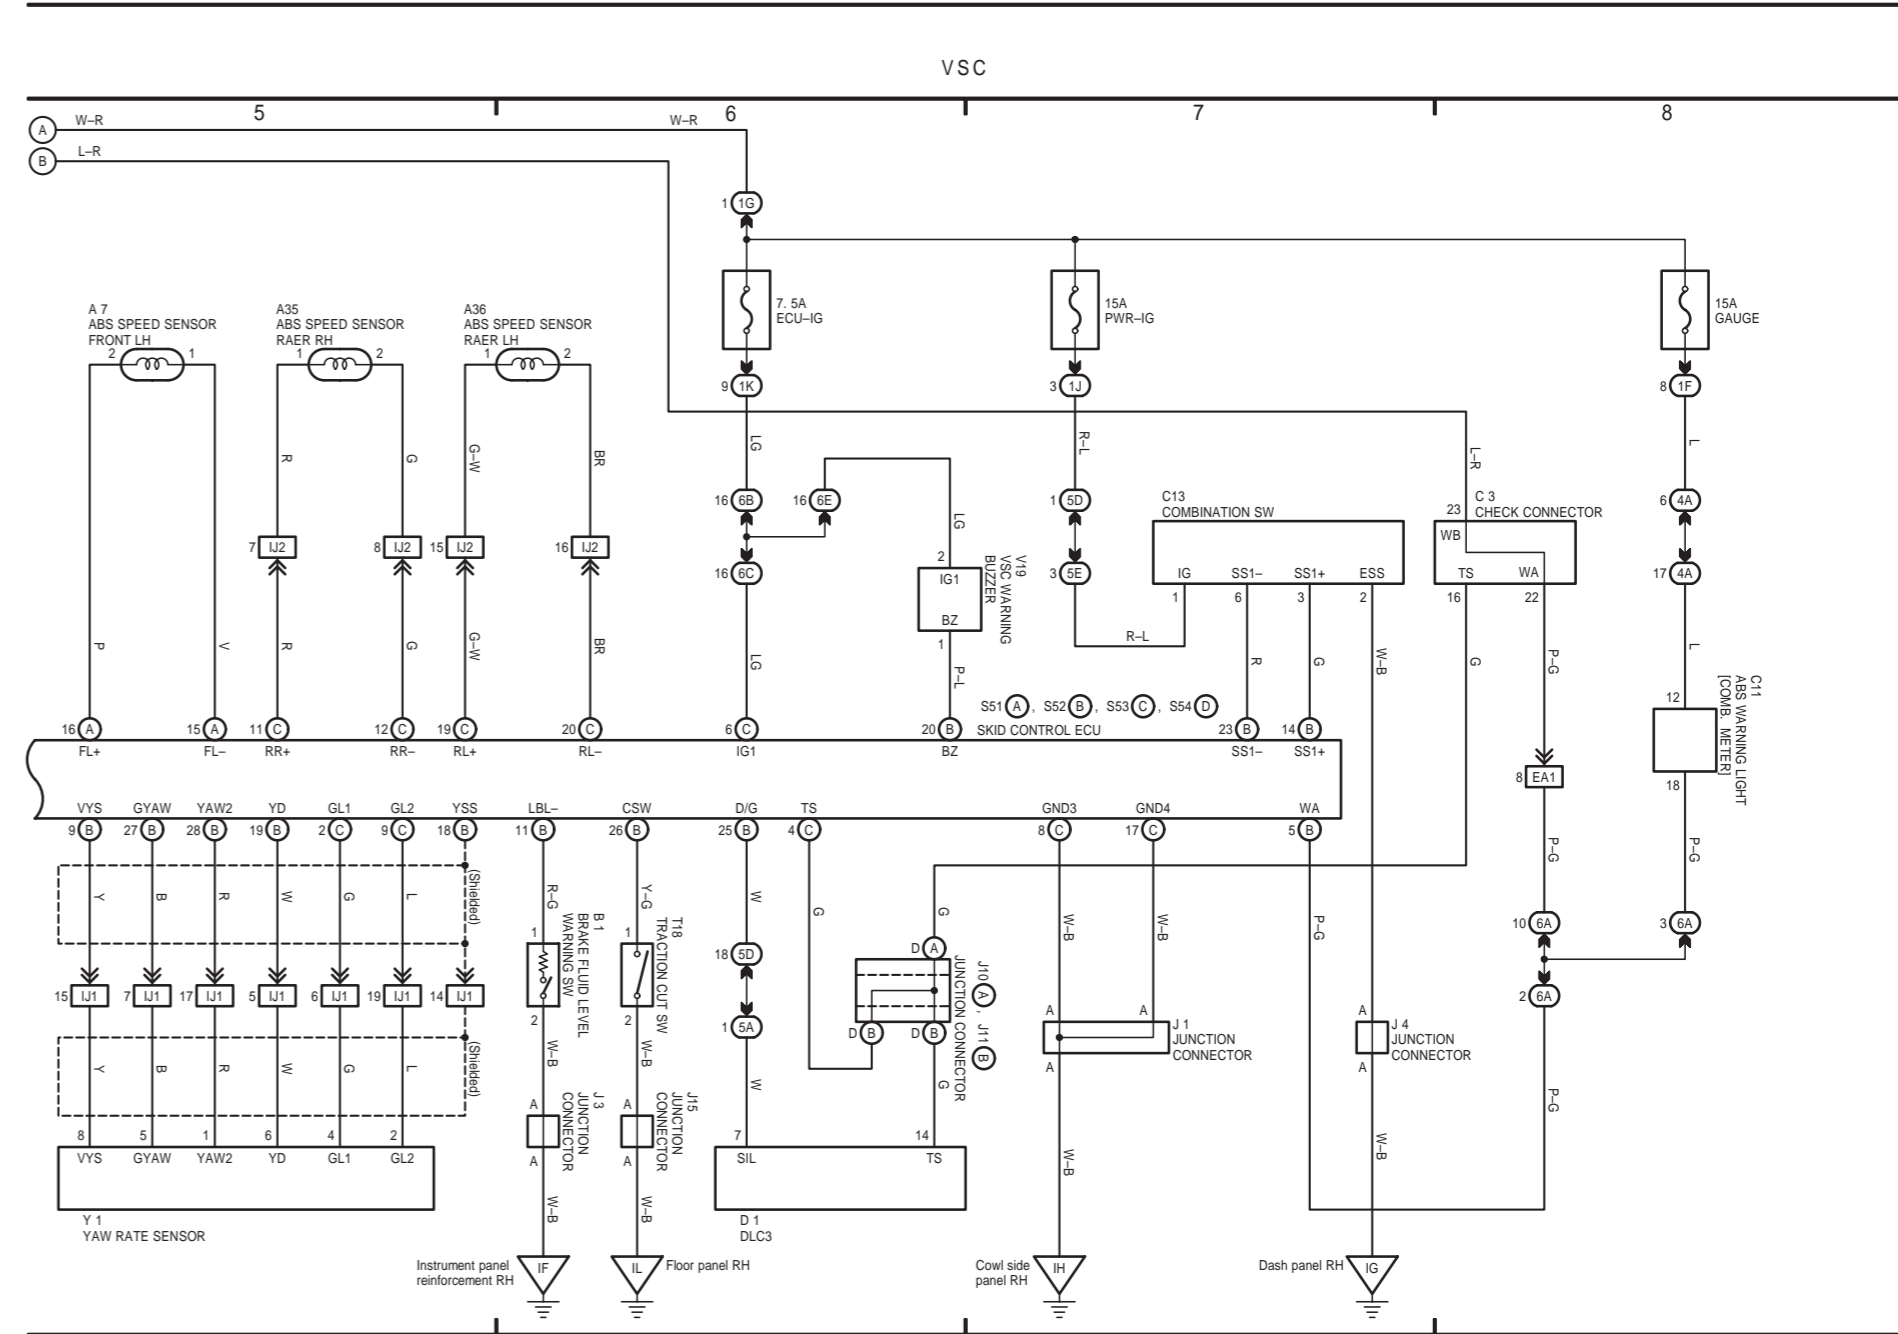 VSC
5 6 7 8
A W–R W–R
B L–R
1 1G
7. 5A
ECU–IG
15A
PWR–IG
15A
GAUGE
A 7
ABS SPEED SENSOR
FRONT LH
A35
ABS SPEED SENSOR
RAER RH
A36
ABS SPEED SENSOR
RAER LH
2 1 1 2 1 2
9 1K 3 1J 8 1F
R G G–W BR LG R–L L–R L
16 6B 16 6E 1 5D 6 4A
C13
COMBINATION SW
23 C 3
CHECK CONNECTOR
LG
WB
7 IJ2 8 IJ2 15 IJ2 16 IJ2
2
V19
VSC WARNING
BUZZER
16 6C IG1 3 5E IG SS1– SS1+ ESS TS WA 17 4A
1 6 3 2 16 22
BZ
R–L
1
P V R G G–W BR LG P–L R G W–B G P–G L
12
C11
ABS WARNING LIGHT
[COMB. METER]
18
S51 A , S52 B , S53 C , S54 D
SKID CONTROL ECU
16 A 15 A 11 C 12 C 19 C 20 C 6 C 20 B 23 B 14 B
FL+ FL– RR+ RR– RL+ RL– IG1 BZ SS1– SS1+
8 EA1
VYS GYAW YAW2 YD GL1 GL2 YSS LBL– CSW D/G TS GND3 GND4 WA
9 B 27 B 28 B 19 B 2 C 9 C 18 B 11 B 26 B 25 B 4 C 8 C 17 C 5 B
P–G P–G
Y B R W G L (Shielded) R–G Y–G W G G W–B W–B P–G
10 6A 3 6A
1
B 1
BRAKE FLUID LEVEL
WARNING SW
2
1
T18
TRACTION CUT SW
2
18 5D
D A
J10 A , J11 B
JUNCTION CONNECTOR
D B D B
1 5A
2 6A
15 IJ1 7 IJ1 17 IJ1 5 IJ1 6 IJ1 19 IJ1 14 IJ1
A A
J 1
JUNCTION
CONNECTOR
A
A
J 4
JUNCTION
CONNECTOR
A
Y B R W G L (Shielded) W–B W–B W G
P–G
A
J 3
JUNCTION
CONNECTOR
A
A
J15
JUNCTION
CONNECTOR
A
W–B W–B
8 5 1 6 4 2 7 14
VYS GYAW YAW2 YD GL1 GL2 SIL TS
W–B W–B
Y 1
YAW RATE SENSOR
D 1
DLC3
Instrument panel
reinforcement RH
IF
IL
Floor panel RH
Cowl side
panel RH
IH
Dash panel RH
IG